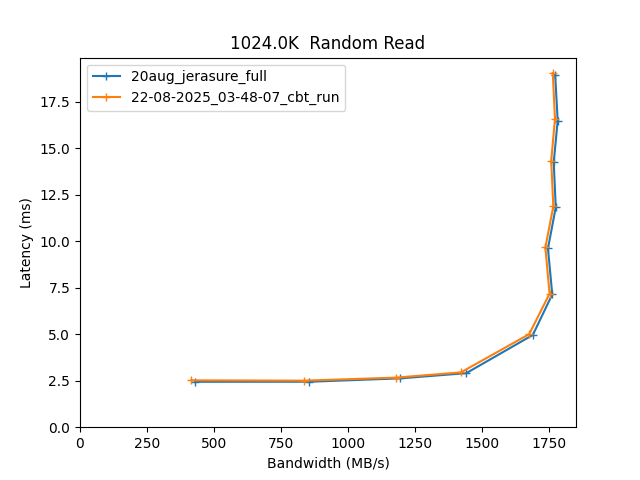 1024.0K  Random Read
20aug_jerasure_full
22-08-2025_03-48-07_cbt_run
Latency (ms)
17.5
15.0
12.5
10.0
7.5
5.0
2.5
0.0
0 250 500 750 1000 1250 1500 1750
Bandwidth (MB/s)